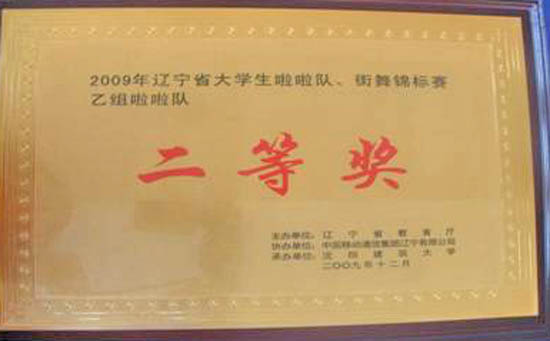 2009年辽宁省大学生啦啦队、街舞锦标赛
乙组啦啦队
二等奖
主办单位：辽宁省教育厅
协办单位：中国移动通信集团辽宁有限公司
承办单位：沈阳建筑大学
二〇〇九年十二月